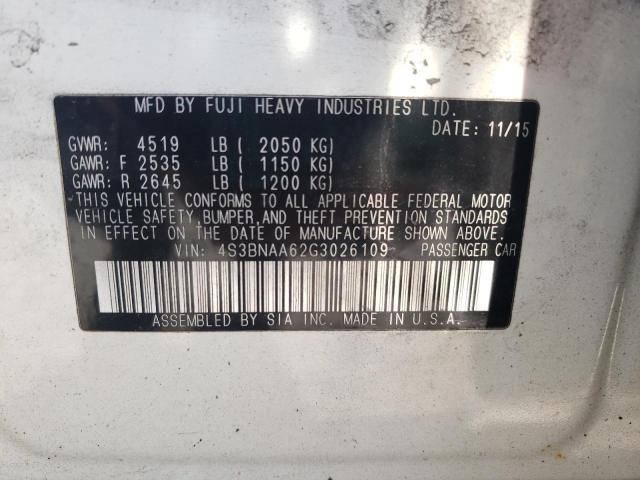 MFD BY FUJI HEAVY INDUSTRIES LTD.
DATE: 11/15
GVWR: 4519 LB ( 2050 KG)
GAWR: F 2535 LB ( 1150 KG)
GAWR: R 2645 LB ( 1200 KG)
THIS VEHICLE CONFORMS TO ALL APPLICABLE FEDERAL MOTOR
VEHICLE SAFETY, BUMPER, AND THEFT PREVENTION STANDARDS
IN EFFECT ON THE DATE OF MANUFACTURE SHOWN ABOVE.
VIN: 4S3BNAA62G3026109 PASSENGER CAR
ASSEMBLED BY SIA INC. MADE IN U.S.A.